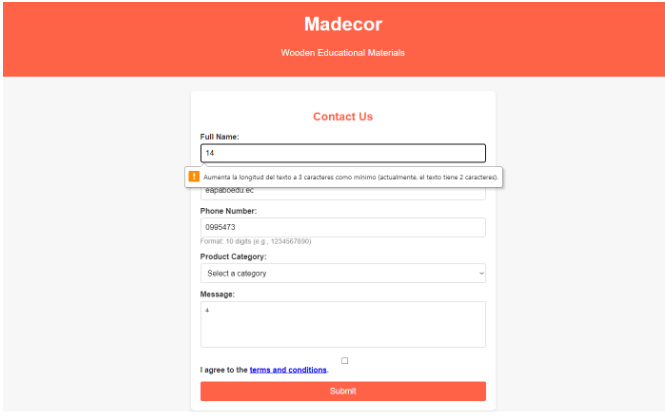 Madecor
Wooden Educational Materials
Contact Us
Full Name:
14
Aumenta la longitud del texto a 3 caracteres como mínimo (actualmente, el texto tiene 2 caracteres).
eapaboedu.ec
Phone Number:
0995473
Format: 10 digits (e.g., 1234567890)
Product Category:
Select a category
Message:
4
I agree to the terms and conditions.
Submit